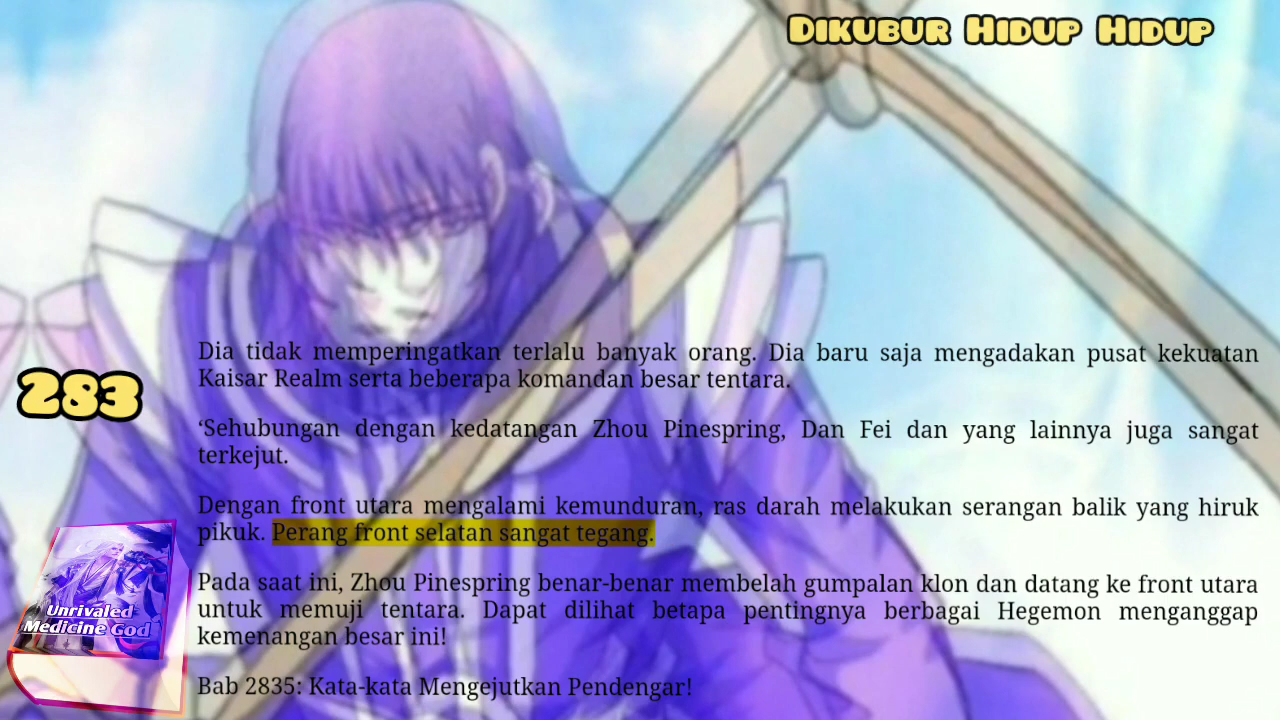 Dikubur Hidup Hidup
Dia tidak memperingatkan terlalu banyak orang. Dia baru saja mengadakan pusat kekuatan
Kaisar Realm serta beberapa komandan besar tentara.
‘Sehubungan dengan kedatangan Zhou Pinespring, Dan Fei dan yang lainnya juga sangat
terkejut.
283
Dengan front utara mengalami kemunduran, ras darah melakukan serangan balik yang hiruk
pikuk. Perang front selatan sangat tegang.
Pada saat ini, Zhou Pinespring benar-benar membelah gumpalan klon dan datang ke front utara
untuk memuji tentara. Dapat dilihat betapa pentingnya berbagai Hegemon menganggap
kemenangan besar ini!
Bab 2835: Kata-kata Mengejutkan Pendengar!
Unrivaled
Medicine God